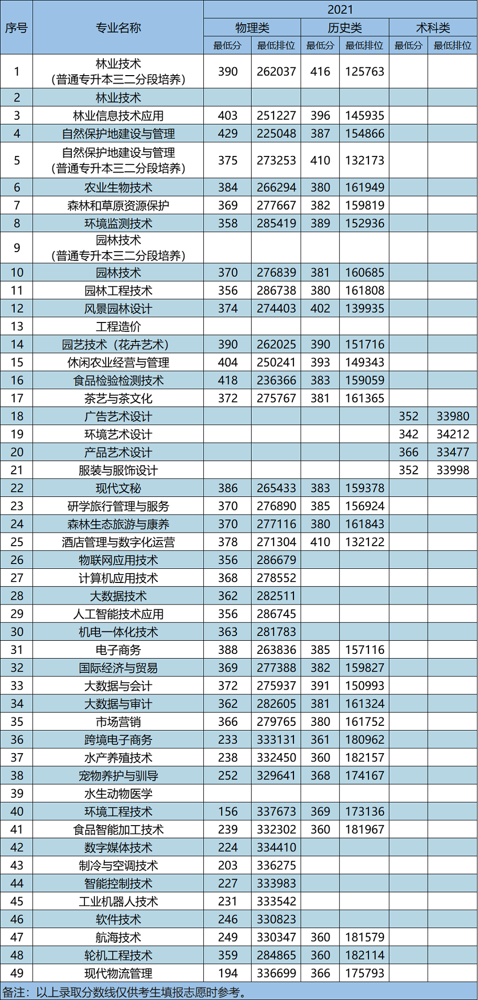 2021
序号 专业名称 物理类 历史类 术科类
最低分 最低排位 最低分 最低排位 最低分 最低排位
1 林业技术 390 262037 416 125763
(普通专升本三二分段培养)
2 林业技术
3 林业信息技术应用 403 251227 396 145935
4 自然保护地建设与管理 429 225048 387 154866
5 自然保护地建设与管理 375 273253 410 132173
(普通专升本三二分段培养)
6 农业生物技术 384 266294 380 161949
7 森林和草原资源保护 369 277667 382 159819
8 环境监测技术 358 285419 389 152936
9 园林技术
(普通专升本三二分段培养)
10 园林技术 370 276839 381 160685
11 园林工程技术 356 286738 380 161808
12 风景园林设计 374 274403 402 139935
13 工程造价
14 园艺技术（花卉艺术） 390 262025 390 151716
15 休闲农业经营与管理 404 250241 393 149343
16 食品检验检测技术 418 236366 383 159059
17 茶艺与茶文化 372 275767 381 161365
18 广告艺术设计 352 33980
19 环境艺术设计 342 34212
20 产品艺术设计 366 33477
21 服装与服饰设计 352 33998
22 现代文秘 386 265433 383 159378
23 研学旅行管理与服务 370 276890 385 156924
24 森林生态旅游与康养 370 277116 380 161843
25 酒店管理与数字化运营 378 271304 410 132122
26 物联网应用技术 356 286679
27 计算机应用技术 368 278552
28 大数据技术 362 282511
29 人工智能技术应用 356 286745
30 机电一体化技术 363 281783
31 电子商务 388 263836 385 157116
32 国际经济与贸易 369 277388 382 159827
33 大数据与会计 372 275937 391 150993
34 大数据与审计 362 282605 381 161324
35 市场营销 366 279765 380 161752
36 跨境电子商务 233 333131 361 180962
37 水产养殖技术 238 332450 360 182157
38 宠物养护与驯导 252 329641 368 174167
39 水生动物医学
40 环境工程技术 156 337673 369 173136
41 食品智能加工技术 239 332302 360 181967
42 数字媒体技术 224 334410
43 制冷与空调技术 203 336275
44 智能控制技术 227 333983
45 工业机器人技术 231 333542
46 软件技术 246 330823
47 航海技术 249 330347 360 181579
48 轮机工程技术 359 284865 360 182114
49 现代物流管理 194 336699 366 175793
备注：以上录取分数线仅供考生填报志愿时参考。